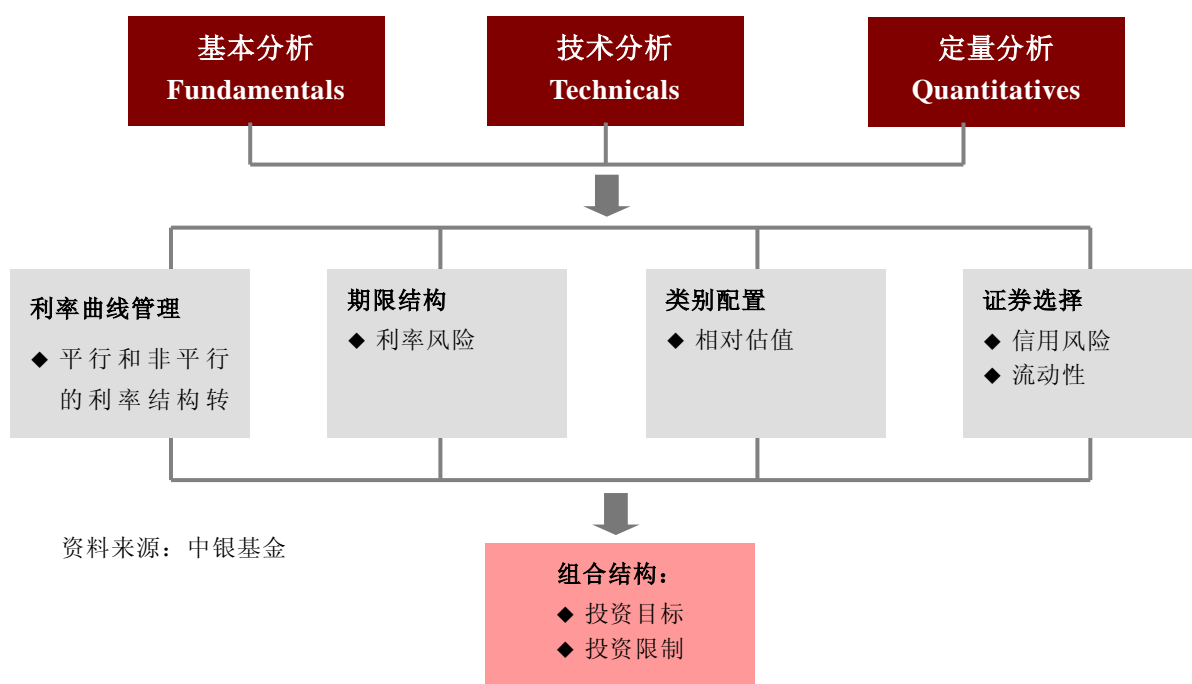 基本分析
Fundamentals
技术分析
Technicals
定量分析
Quantitatives
利率曲线管理
◆ 平行和非平行
的利率结构转
期限结构
◆ 利率风险
类别配置
◆ 相对估值
证券选择
◆ 信用风险
◆ 流动性
资料来源：中银基金
组合结构：
◆ 投资目标
◆ 投资限制